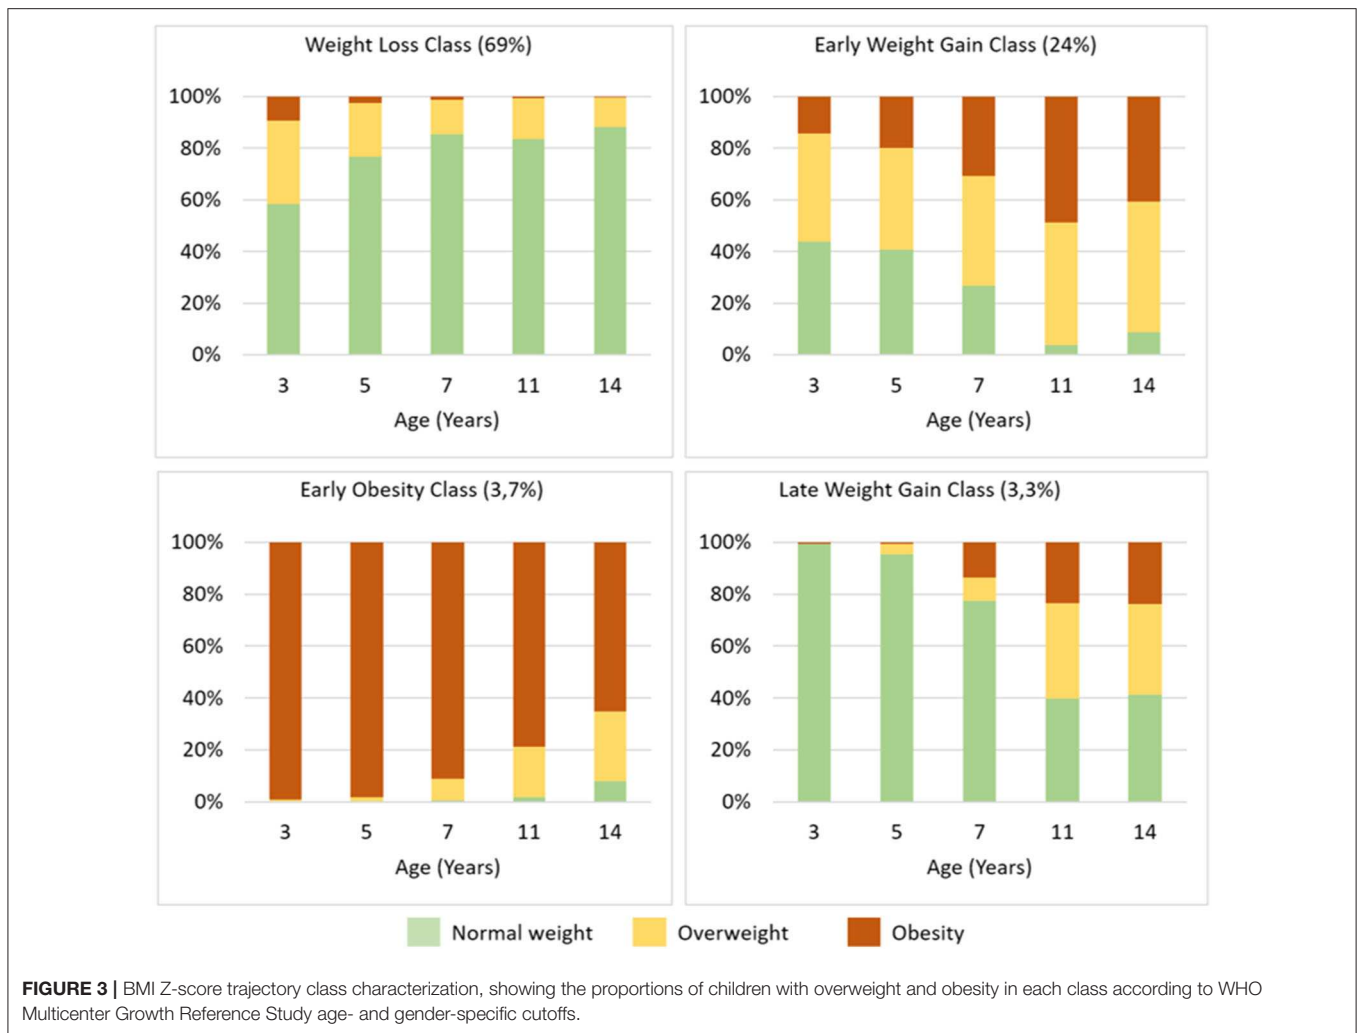 Weight Loss Class (69%)
100%
80%
60%
40%
20%
0%
3 5 7 11 14
Age (Years)
Early Weight Gain Class (24%)
100%
80%
60%
40%
20%
0%
3 5 7 11 14
Age (Years)
Early Obesity Class (3,7%)
100%
80%
60%
40%
20%
0%
3 5 7 11 14
Age (Years)
Late Weight Gain Class (3,3%)
100%
80%
60%
40%
20%
0%
3 5 7 11 14
Age (Years)
Normal weight Overweight Obesity
FIGURE 3 | BMI Z-score trajectory class characterization, showing the proportions of children with overweight and obesity in each class according to WHO
Multicenter Growth Reference Study age- and gender-specific cutoffs.